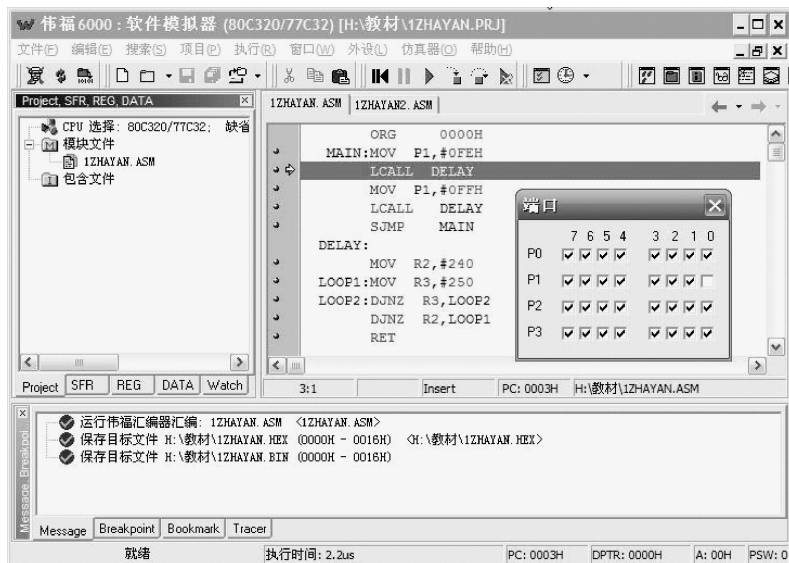 伟福6000 : 软件模拟器 (80C320/77C32) [H:\教材\1ZHAYAN.PRJ]
文件(F) 编辑(E) 搜索(S) 项目(P) 执行(R) 窗口(W) 外设(L) 仿真器(O) 帮助(H)
Project, SFR, REG, DATA
CPU 选择: 80C320/77C32; 缺省
模块文件
1ZHAYAN.ASM
包含文件
Project SFR REG DATA Watch
1ZHAYAN.ASM 1ZHAYAN2.ASM
ORG 0000H
MAIN:MOV P1,#0FEH
LCALL DELAY
MOV P1,#0FFH
LCALL DELAY
SJMP MAIN
DELAY:
MOV R2,#240
LOOP1:MOV R3,#250
LOOP2:DJNZ R3,LOOP2
DJNZ R2,LOOP1
RET
端口
7 6 5 4 3 2 1 0
P0
P1
P2
P3
3:1 Insert PC: 0003H H:\教材\1ZHAYAN.ASM
Message, Breakpoi
运行伟福汇编器汇编: 1ZHAYAN.ASM <1ZHAYAN.ASM>
保存目标文件 H:\教材\1ZHAYAN.HEX (0000H - 0016H) <H:\教材\1ZHAYAN.HEX>
保存目标文件 H:\教材\1ZHAYAN.BIN (0000H - 0016H)
Message Breakpoint Bookmark Tracer
就绪 执行时间: 2.2us PC: 0003H DPTR: 0000H A: 00H PSW: 0